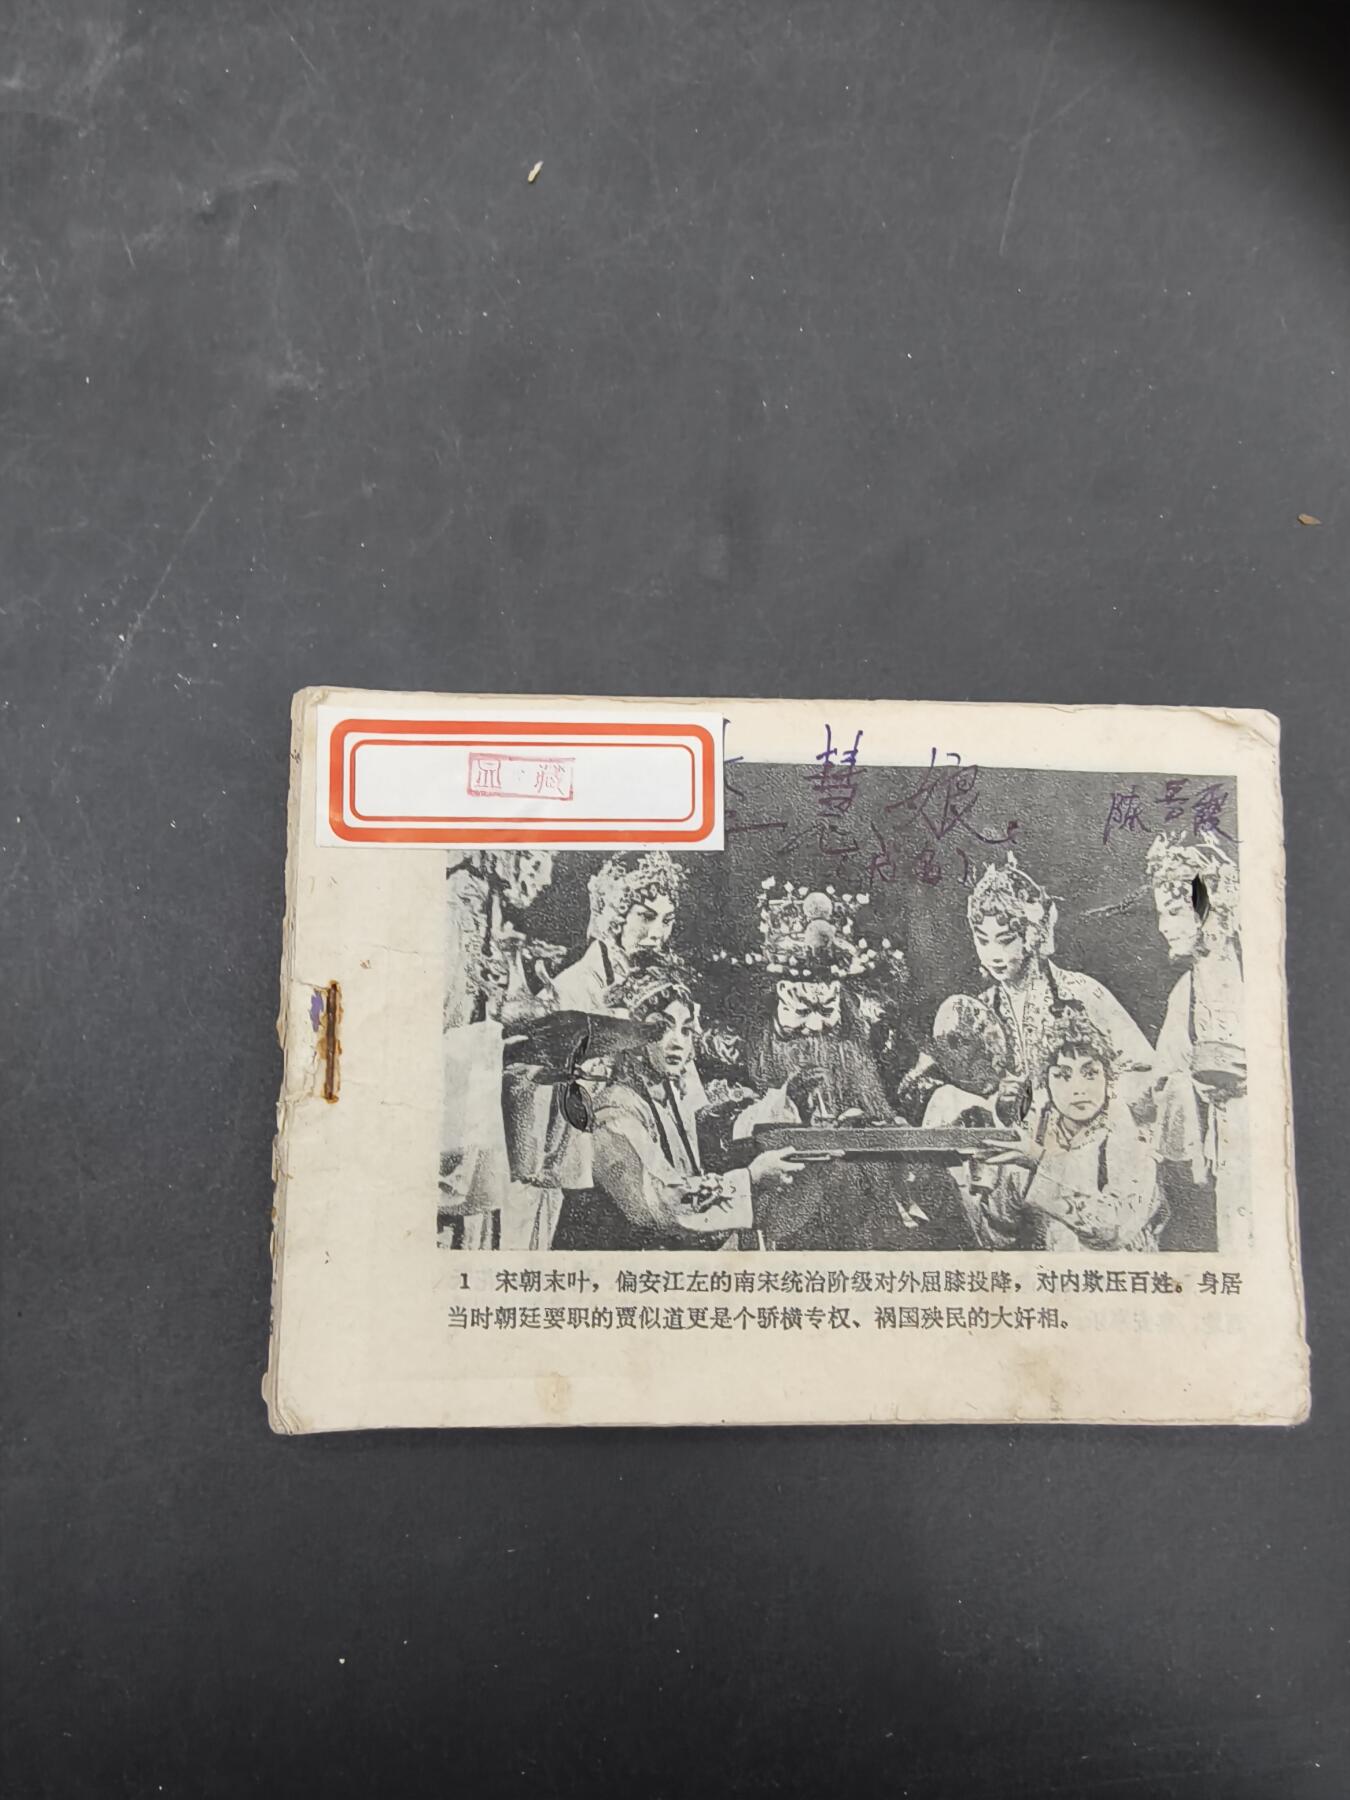 藏
慧娘
陈
1 宋朝末叶，偏安江左的南宋统治阶级对外屈膝投降，对内欺压百姓。身居
当时朝廷要职的贾似道更是个骄横专权、祸国殃民的大奸相。